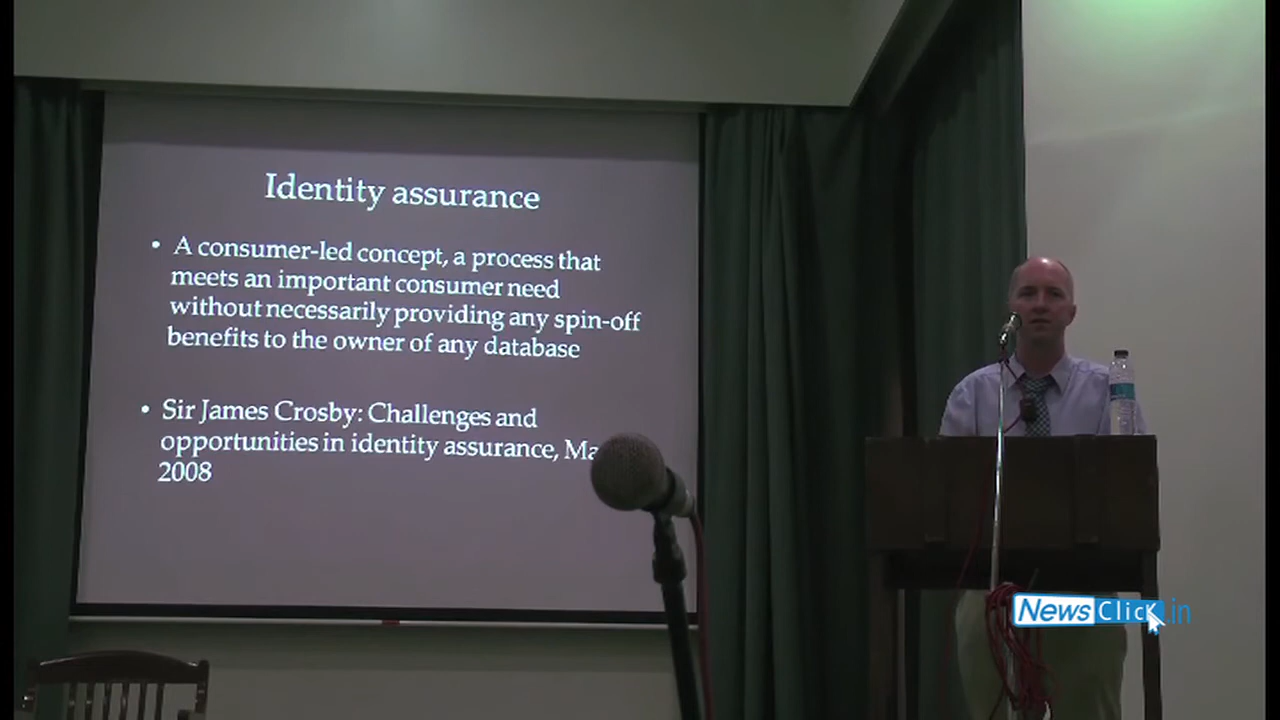 Identity assurance
• A consumer-led concept, a process that
meets an important consumer need
without necessarily providing any spin-off
benefits to the owner of any database
• Sir James Crosby: Challenges and
opportunities in identity assurance,
2008
NewsClick.in